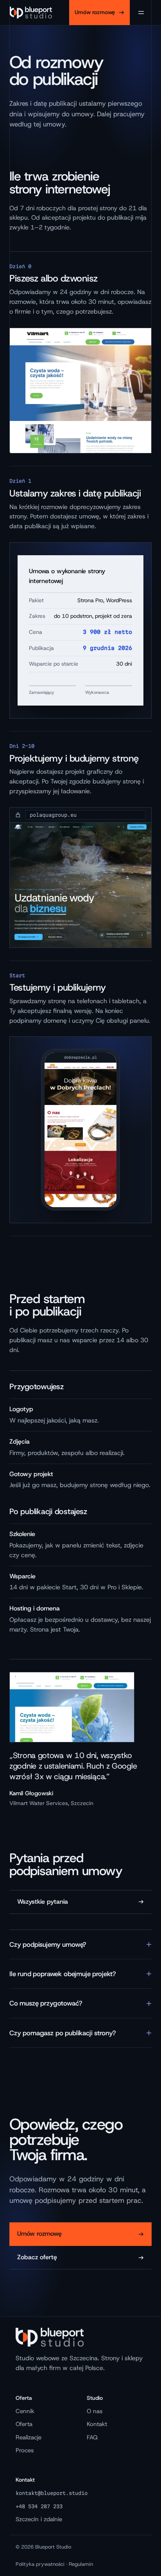 blueport
studio
Umów rozmowę →
Od rozmowy
do publikacji
Zakres i datę publikacji ustalamy pierwszego
dnia i wpisujemy do umowy. Dalej pracujemy
według tej umowy.
Ile trwa zrobienie
strony internetowej
Od 7 dni roboczych dla prostej strony do 21 dla
sklepu. Od akceptacji projektu do publikacji mija
zwykle 1–2 tygodnie.
Dzień 0
Piszesz albo dzwonisz
Odpowiadamy w 24 godziny w dni robocze. Na
rozmowie, która trwa około 30 minut, opowiadasz
o firmie i o tym, czego potrzebujesz.
vilmart
Czysta woda –
czysta jakość!
Uzdatnianie wody
na miarę Twoich
potrzeb.
Dzień 1
Ustalamy zakres i datę publikacji
Na krótkiej rozmowie doprecyzowujemy zakres
strony. Potem dostajesz umowę, w której zakres i
data publikacji są już wpisane.
Umowa o wykonanie strony
internetowej
Pakiet Strona Pro, WordPress
Zakres do 10 podstron, projekt od zera
Cena 3 900 zł netto
Publikacja 9 grudnia 2026
Wsparcie po starcie 30 dni
Zamawiający Wykonawca
Dni 2–10
Projektujemy i budujemy stronę
Najpierw dostajesz projekt graficzny do
akceptacji. Po Twojej zgodzie budujemy stronę i
przyspieszamy jej ładowanie.
polaquagroup.eu
Uzdatnianie wody
dla biznesu
Start
Testujemy i publikujemy
Sprawdzamy stronę na telefonach i tabletach, a
Ty akceptujesz finalną wersję. Na koniec
podpinamy domenę i uczymy Cię obsługi panelu.
dobreprecle.pl
Dzień dobry
w Dobrych Preclach!
O nas
Lokalizacje
Przed startem
i po publikacji
Od Ciebie potrzebujemy trzech rzeczy. Po
publikacji masz u nas wsparcie przez 14 albo 30
dni.
Przygotowujesz
Logotyp
W najlepszej jakości, jaką masz.
Zdjęcia
Firmy, produktów, zespołu albo realizacji.
Gotowy projekt
Jeśli już go masz, budujemy stronę według niego.
Po publikacji dostajesz
Szkolenie
Pokazujemy, jak w panelu zmienić tekst, zdjęcie
czy cenę.
Wsparcie
14 dni w pakiecie Start, 30 dni w Pro i Sklepie.
Hosting i domena
Opłacasz je bezpośrednio u dostawcy, bez naszej
marży. Strona jest Twoja.
Czysta woda –
czysta jakość!
„Strona gotowa w 10 dni, wszystko
zgodnie z ustaleniami. Ruch z Google
wzrósł 3x w ciągu miesiąca.”
Kamil Głogowski
Vilmart Water Services, Szczecin
Pytania przed
podpisaniem umowy
Wszystkie pytania →
Czy podpisujemy umowę? +
Ile rund poprawek obejmuje projekt? +
Co muszę przygotować? +
Czy pomagasz po publikacji strony? +
Opowiedz, czego
potrzebuje
Twoja firma.
Odpowiadamy w 24 godziny w dni
robocze. Rozmowa trwa około 30 minut, a
umowę podpisujemy przed startem prac.
Umów rozmowę →
Zobacz ofertę →
blueport
studio
Studio webowe ze Szczecina. Strony i sklepy
dla małych firm w całej Polsce.
Oferta
Cennik
Oferta
Realizacje
Proces
Studio
O nas
Kontakt
FAQ
Kontakt
kontakt@blueport.studio
+48 534 287 233
Szczecin i zdalnie
© 2026 Blueport Studio
Polityka prywatności · Regulamin